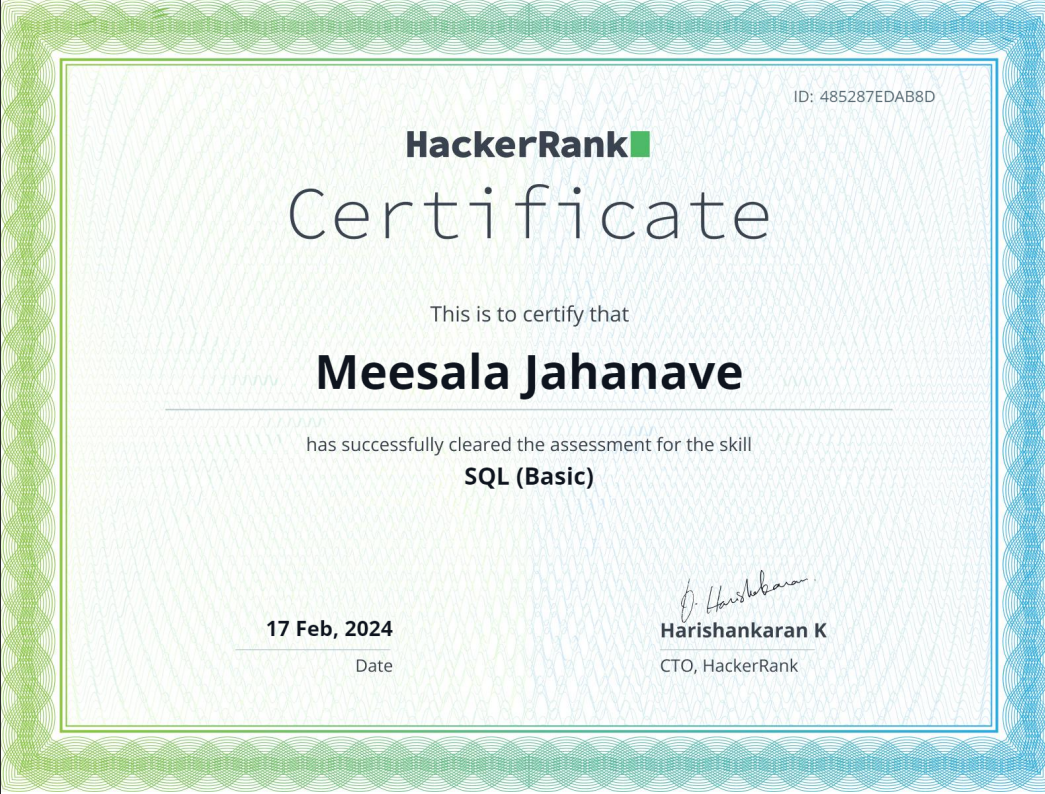 ID: 485287EDAB8D
HackerRank
Certificate
This is to certify that
Meesala Jahanave
has successfully cleared the assessment for the skill
SQL (Basic)
17 Feb, 2024
Date
Harishankaran K
CTO, HackerRank